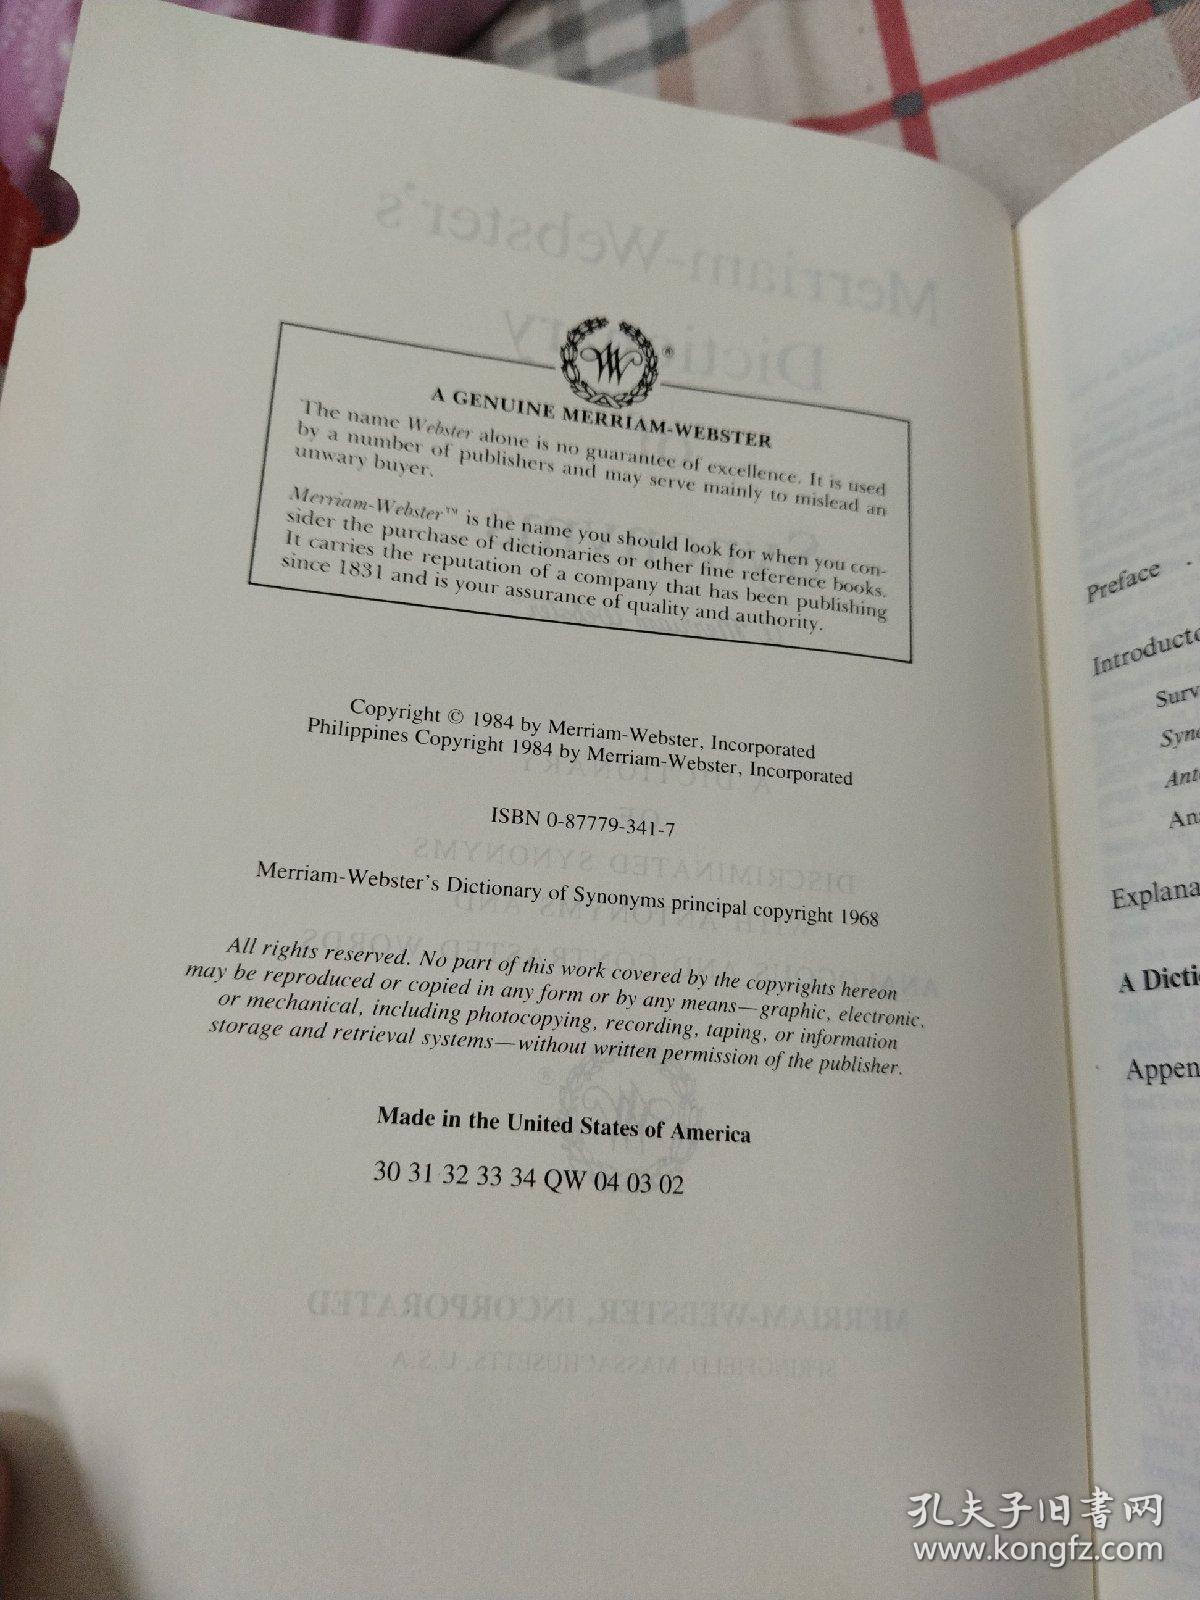 A GENUINE MERRIAM-WEBSTER
The name Webster alone is no guarantee of excellence. It is used
by a number of publishers and may serve mainly to mislead an
unwary buyer.
Merriam-Webster™ is the name you should look for when you con-
sider the purchase of dictionaries or other fine reference books.
It carries the reputation of a company that has been publishing
since 1831 and is your assurance of quality and authority.
Copyright © 1984 by Merriam-Webster, Incorporated
Philippines Copyright 1984 by Merriam-Webster, Incorporated
ISBN 0-87779-341-7
Merriam-Webster's Dictionary of Synonyms principal copyright 1968
All rights reserved. No part of this work covered by the copyrights hereon
may be reproduced or copied in any form or by any means—graphic, electronic,
or mechanical, including photocopying, recording, taping, or information
storage and retrieval systems—without written permission of the publisher.
Made in the United States of America
30 31 32 33 34 QW 04 03 02
Preface
Introducto
Surv
Syno
Anto
Ana
Explana
A Dicti
Appen
孔夫子旧书网
www.kongfz.com